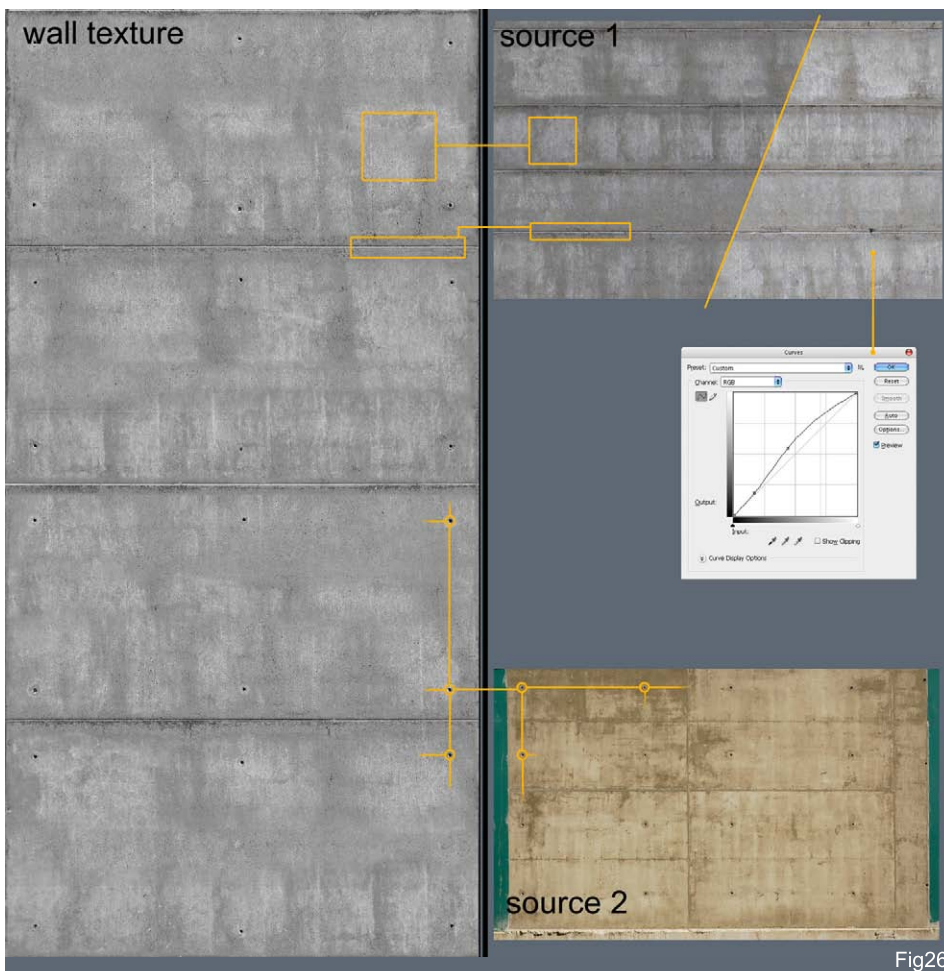 wall texture
source 1
Curves
Preset: Custom
OK
Channel: RGB
Reset
Smooth
Auto
Options...
Preview
Output:
Input:
Show Clipping
Curve Display Options
source 2
Fig26